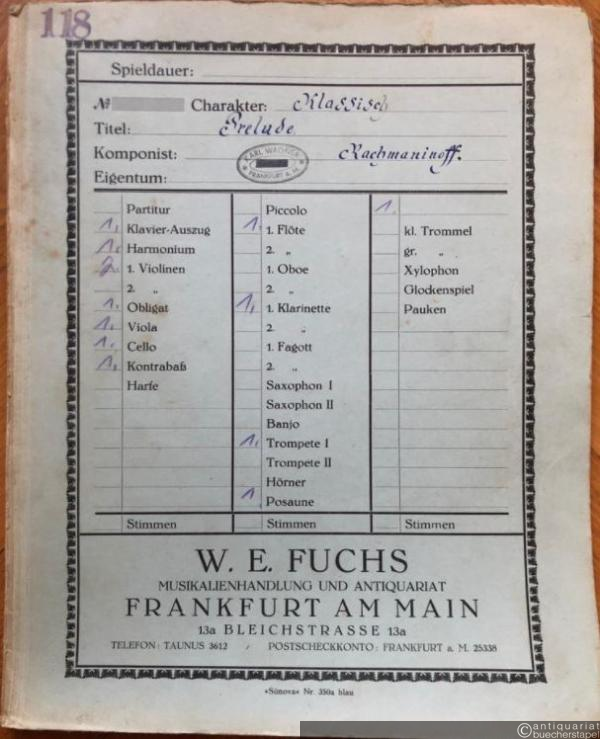 118
Spieldauer:
№ Charakter: Klassisch
Titel: Prelude.
Komponist: Rachmaninoff.
KARL WAGNER
FRANKFURT A. M.
Eigentum:
Partitur
1. Klavier-Auszug
1. Harmonium
2. 1. Violinen
2. „
1. Obligat
1. Viola
1. Cello
1. Kontrabaß
Harfe
Stimmen
Piccolo
1. 1. Flöte
2. „
1. Oboe
2. „
1. 1. Klarinette
2. „
1. Fagott
2. „
Saxophon I
Saxophon II
Banjo
1. Trompete I
Trompete II
Hörner
1. Posaune
Stimmen
1.
kl. Trommel
gr. „
Xylophon
Glockenspiel
Pauken
Stimmen
W. E. FUCHS
MUSIKALIENHANDLUNG UND ANTIQUARIAT
FRANKFURT AM MAIN
13a BLEICHSTRASSE 13a
TELEFON: TAUNUS 3612 / POSTSCHECKKONTO: FRANKFURT a. M. 25338
»Sünova« Nr. 350a blau
antiquariat
buecherstapel